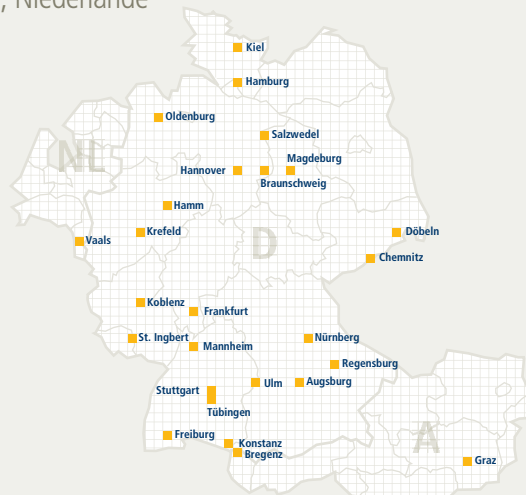 , Niederlande
Kiel
Hamburg
Oldenburg
Salzwedel
Magdeburg
Hannover
Braunschweig
NL
Hamm
Krefeld
Vaals
D
Döbeln
Chemnitz
Koblenz
Frankfurt
St. Ingbert
Mannheim
Nürnberg
Regensburg
Stuttgart
Ulm
Augsburg
Tübingen
Freiburg
Konstanz
Bregenz
A
Graz